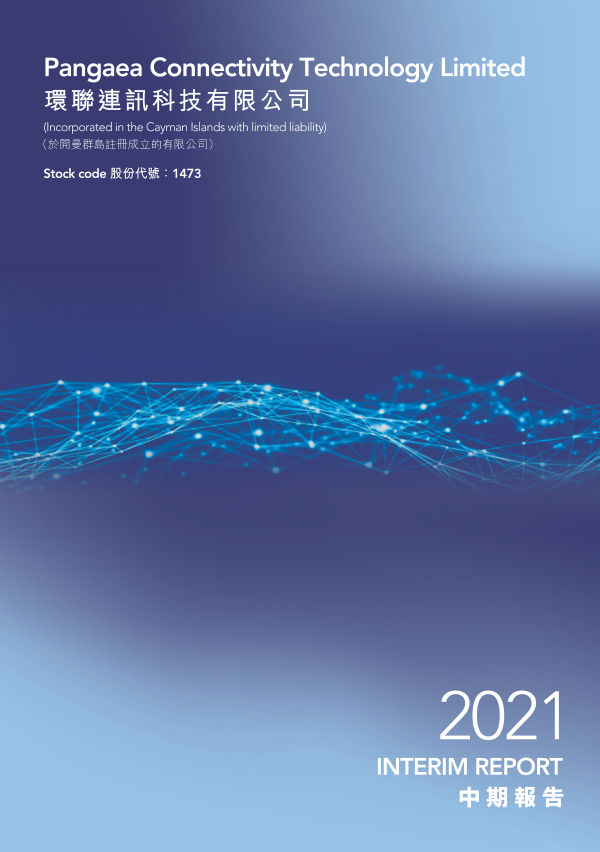 Pangaea Connectivity Technology Limited
環聯連訊科技有限公司
(Incorporated in the Cayman Islands with limited liability)
（於開曼群島註冊成立的有限公司）
Stock code 股份代號：1473
2021
INTERIM REPORT
中期報告